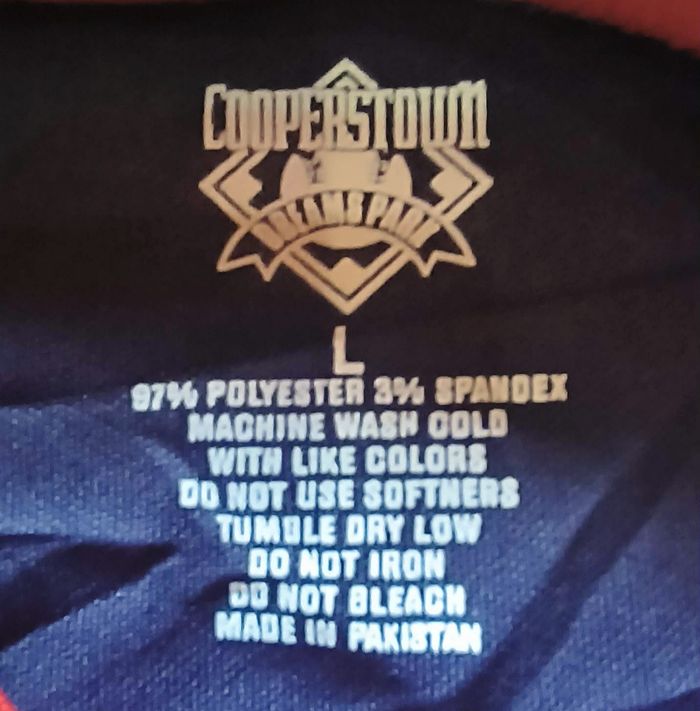 COOPERSTOWN
DREAMS PARK
L
97% POLYESTER 3% SPANDEX
MACHINE WASH COLD
WITH LIKE COLORS
DO NOT USE SOFTNERS
TUMBLE DRY LOW
DO NOT IRON
DO NOT BLEACH
MADE IN PAKISTAN